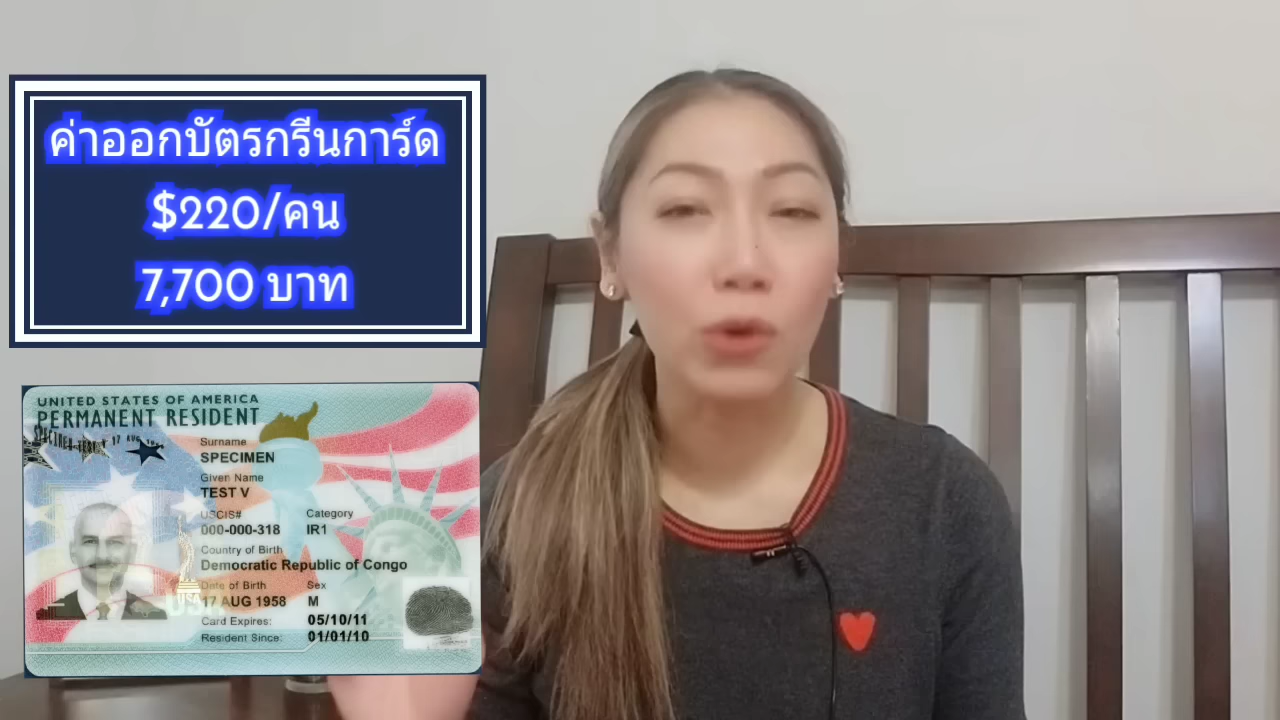 ค่าออกบัตรกรีนการ์ด
$220/คน
7,700 บาท
UNITED STATES OF AMERICA
PERMANENT RESIDENT
Surname
SPECIMEN
Given Name
TEST V
USCIS# Category
000-000-318 IR1
Country of Birth
Democratic Republic of Congo
Date of Birth Sex
17 AUG 1958 M
Card Expires: 05/10/11
Resident Since: 01/01/10